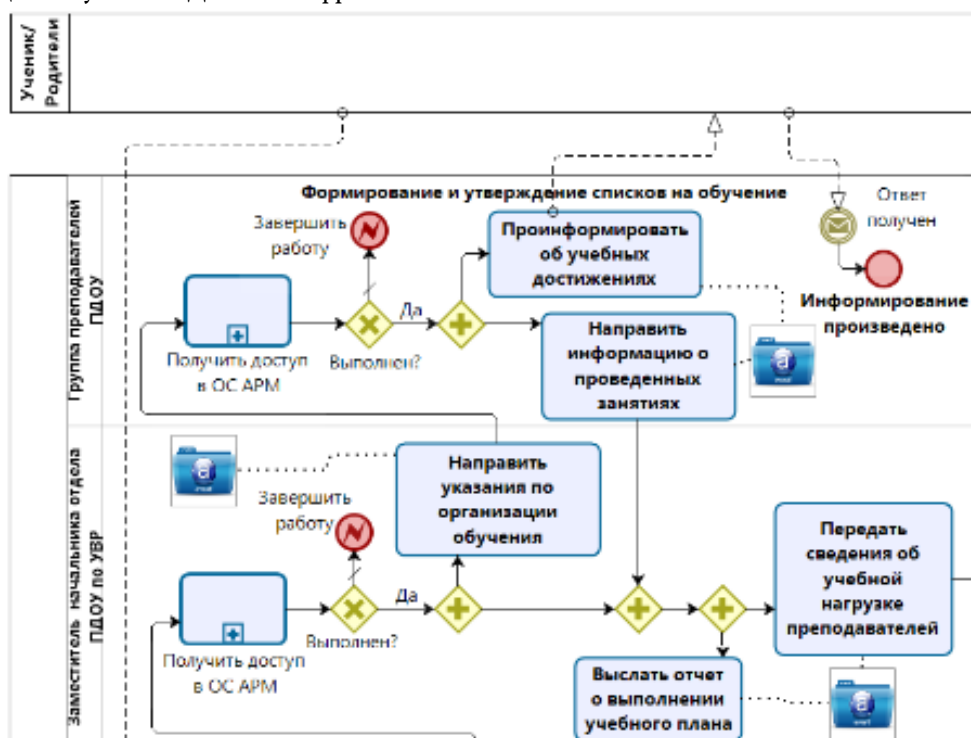 Ученик/
Родители
Формирование и утверждение списков на обучение
Группа преподавателей
ПДОУ
Завершить
работу
Проинформировать
об учебных
достижениях
Ответ
получен
Информирование
произведено
Да
Получить доступ
в ОС АРМ
Выполнен?
Направить
информацию о
проведенных
занятиях
Заместитель начальника отдела
ПДОУ по УВР
Завершить
работу
Направить
указания по
организации
обучения
Да
Получить доступ
в ОС АРМ
Выполнен?
Передать
сведения об
учебной
нагрузке
преподавателей
Выслать отчет
о выполнении
учебного плана